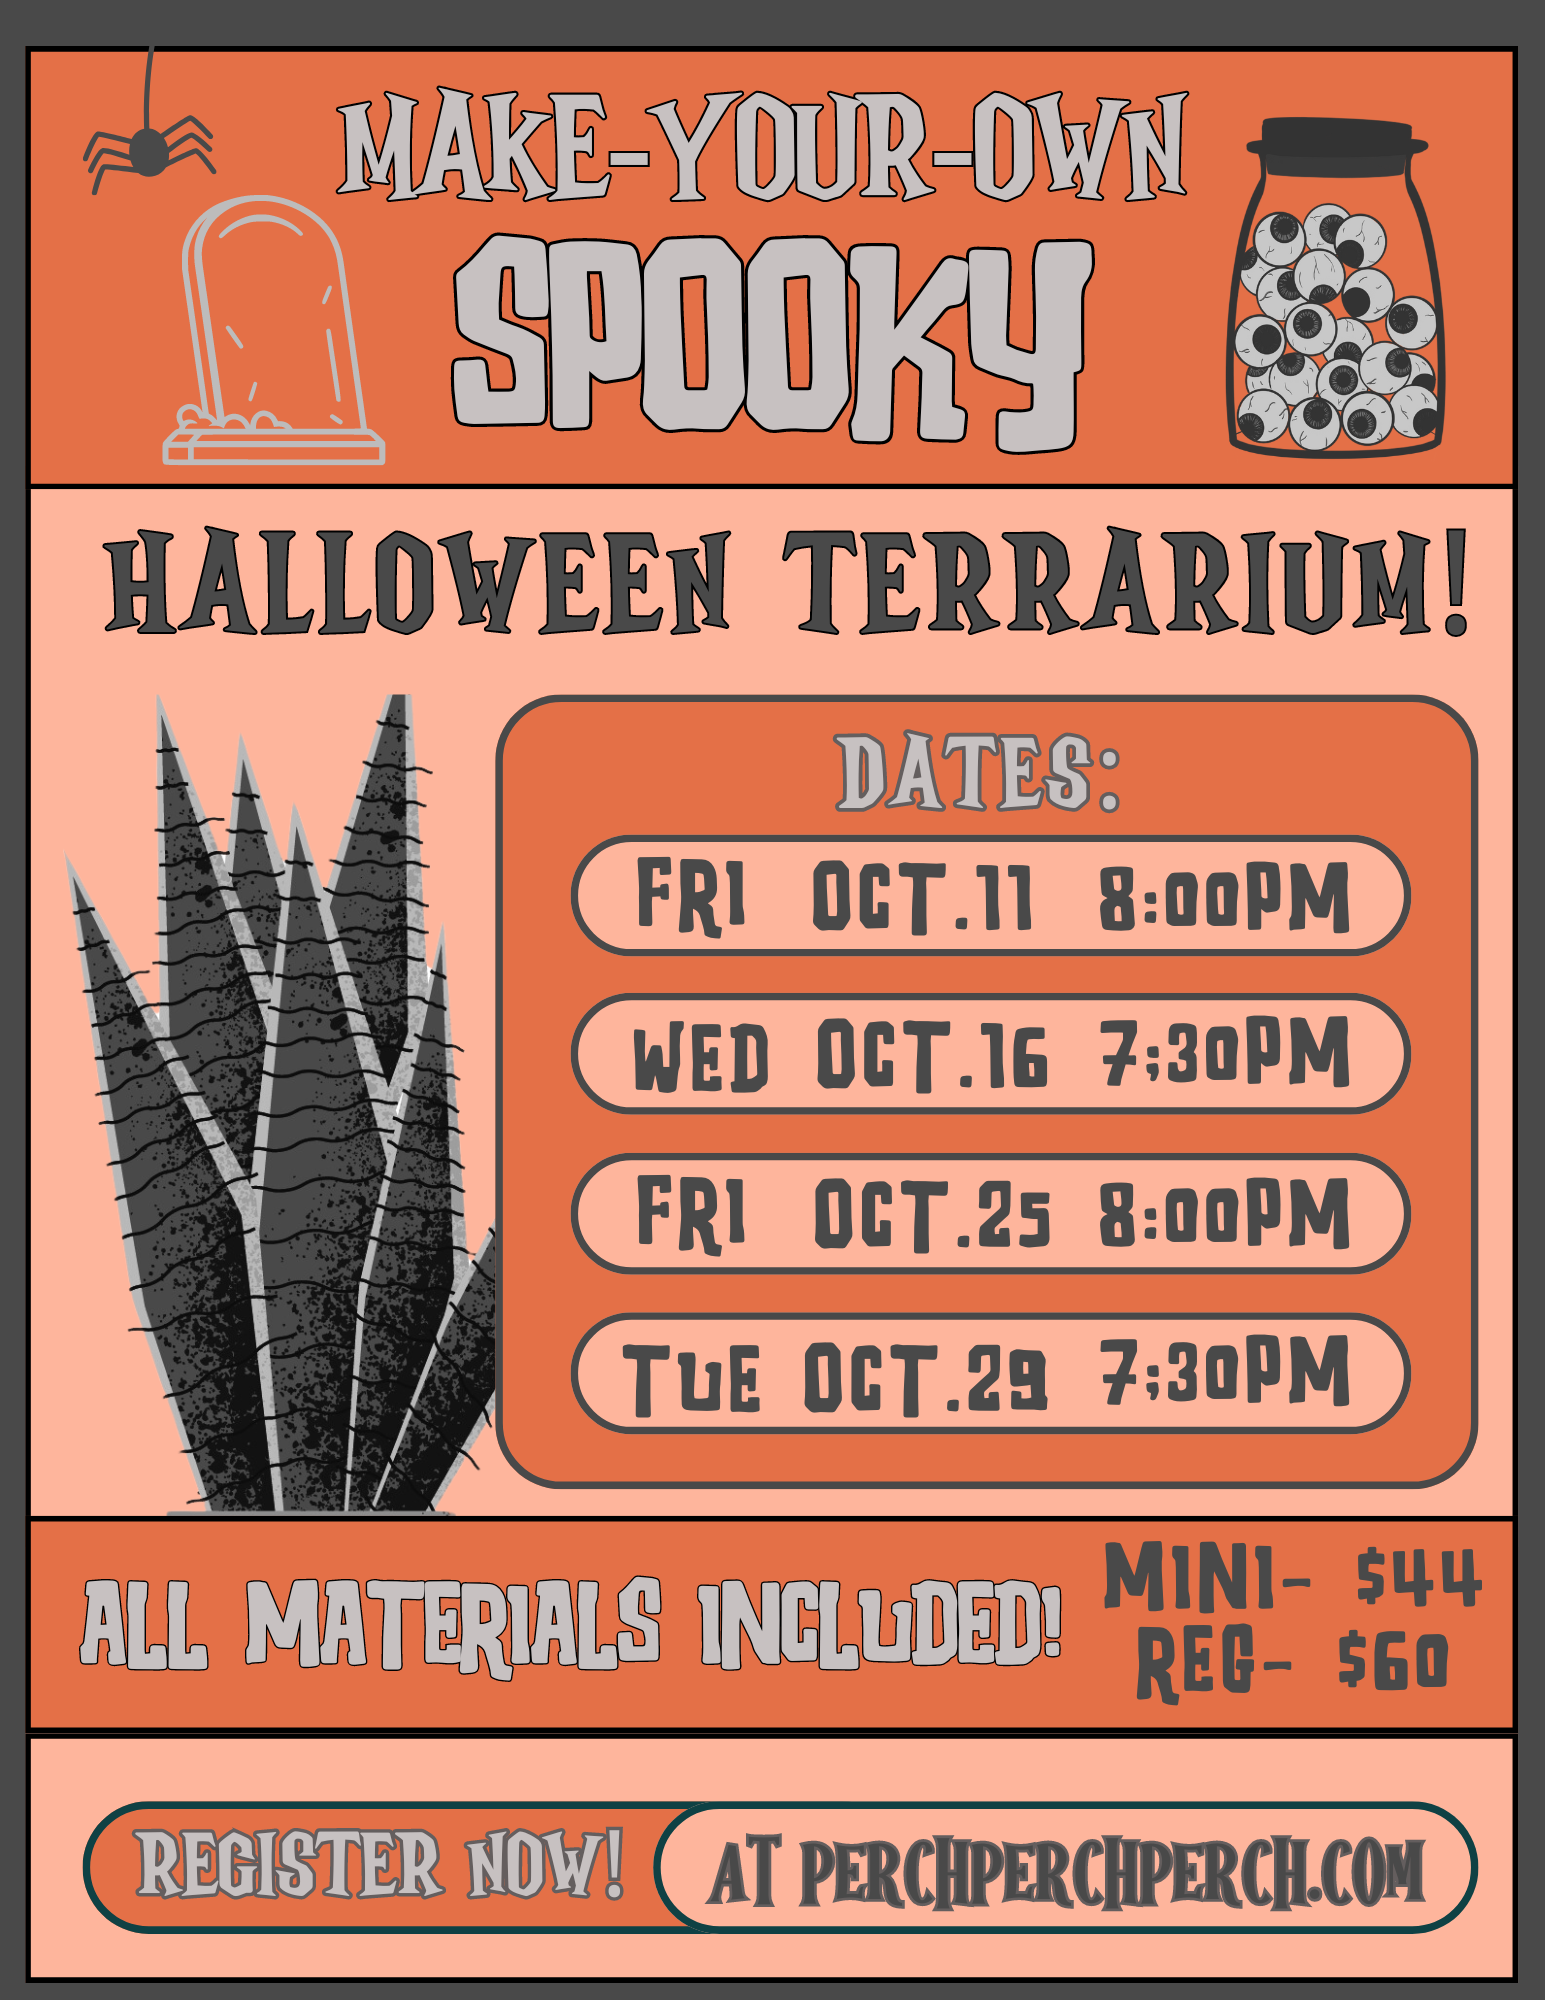 MAKE-YOUR-OWN
SPOOKY
HALLOWEEN TERRARIUM!
DATES:
FRI OCT.11 8:00PM
WED OCT.16 7:30PM
FRI OCT.25 8:00PM
TUE OCT.29 7:30PM
ALL MATERIALS INCLUDED!
MINI- $44
REG- $60
REGISTER NOW! AT PERCHPERCHPERCH.COM